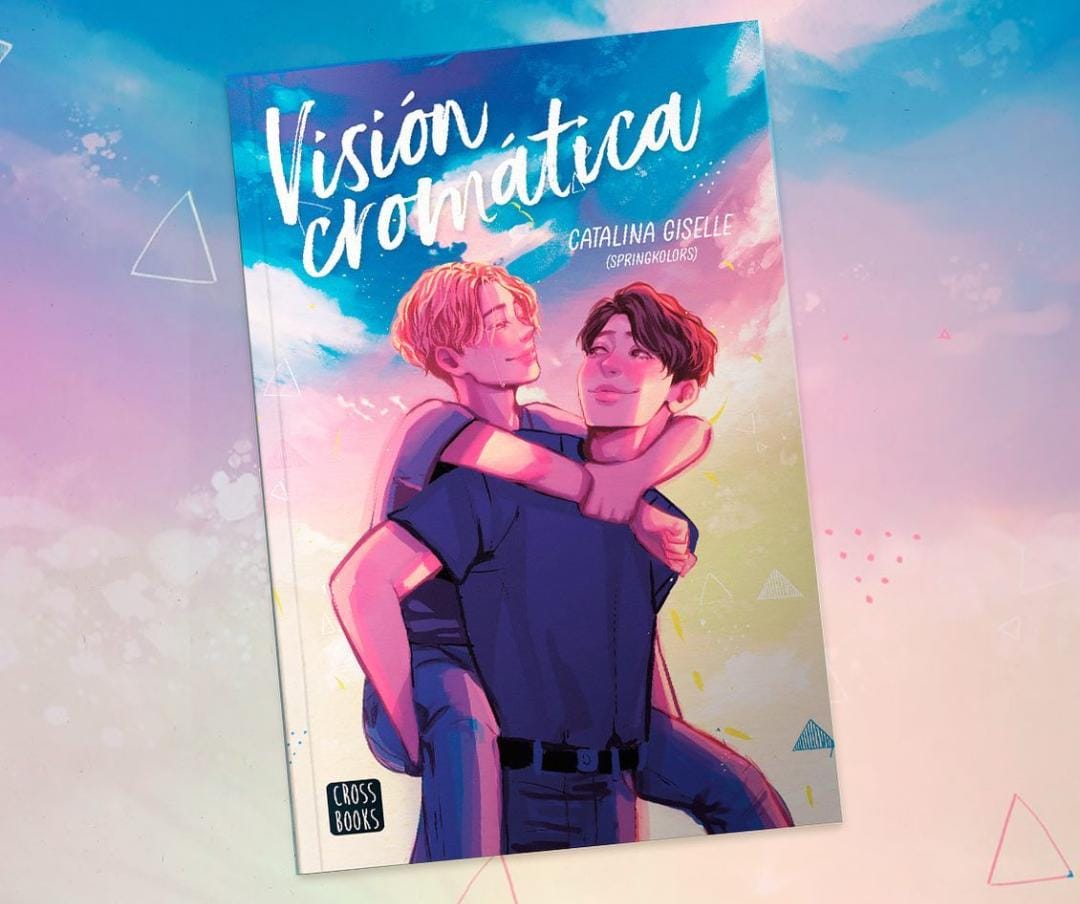 Visión
cromática
CATALINA GISELLE
(SPRINGKOLORS)
CROSS
BOOKS